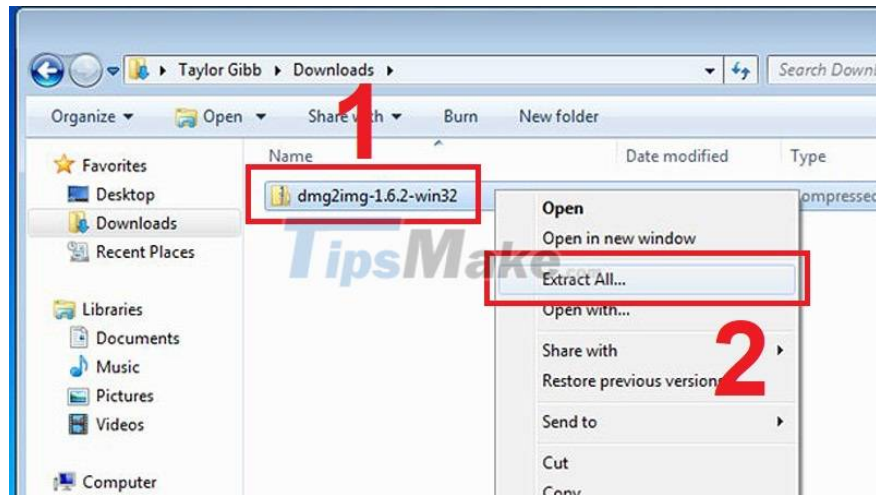 Taylor Gibb Downloads Search Down
Organize Open Share with Burn New folder
1
Favorites
Desktop
Downloads
Recent Places
Libraries
Documents
Music
Pictures
Videos
Computer
Name Date modified Type
dmg2img-1.6.2-win32 ompressed
TipsMake.com
Open
Open in new window
Extract All...
Open with...
2
Share with
Restore previous versions
Send to
Cut
Copy